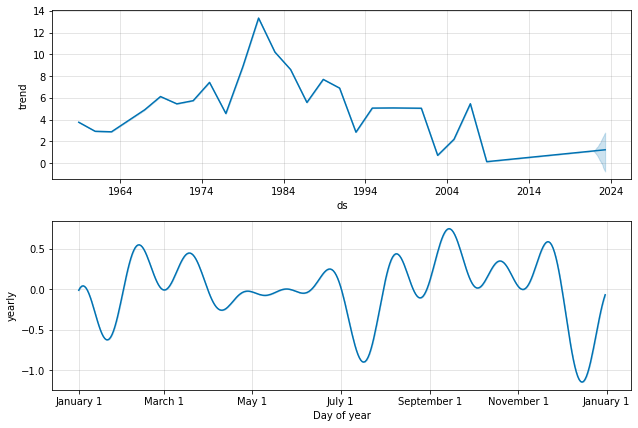 14
12
10
8
6
4
2
0
trend
1964 1974 1984 1994 2004 2014 2024
ds
0.5
0.0
−0.5
−1.0
yearly
January 1 March 1 May 1 July 1 September 1 November 1 January 1
Day of year